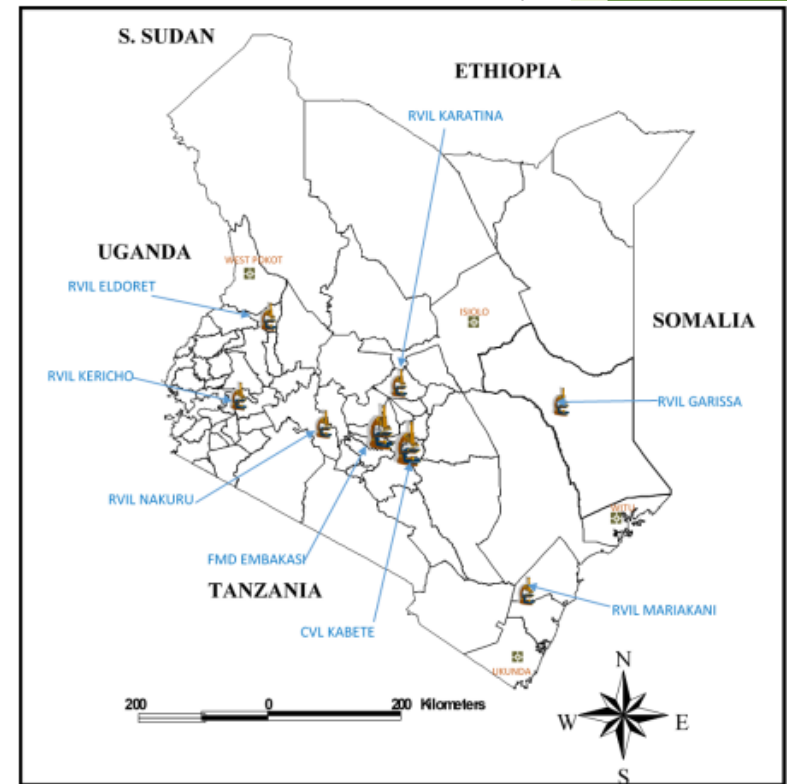 S. SUDAN
ETHIOPIA
RVIL KARATINA
UGANDA
WEST POKOT
RVIL ELDORET
ISIOLO
SOMALIA
RVIL KERICHO
RVIL GARISSA
RVIL NAKURU
WITU
FMD EMBAKASI
TANZANIA
RVIL MARIAKANI
CVL KABETE
UKUNDA
N
200 0 200 Kilometers
W E
S